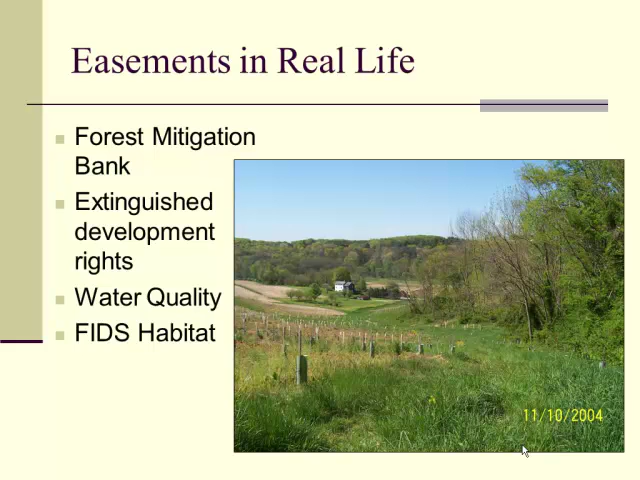 Easements in Real Life
Forest Mitigation
Bank
Extinguished
development
rights
Water Quality
FIDS Habitat
11/10/2004